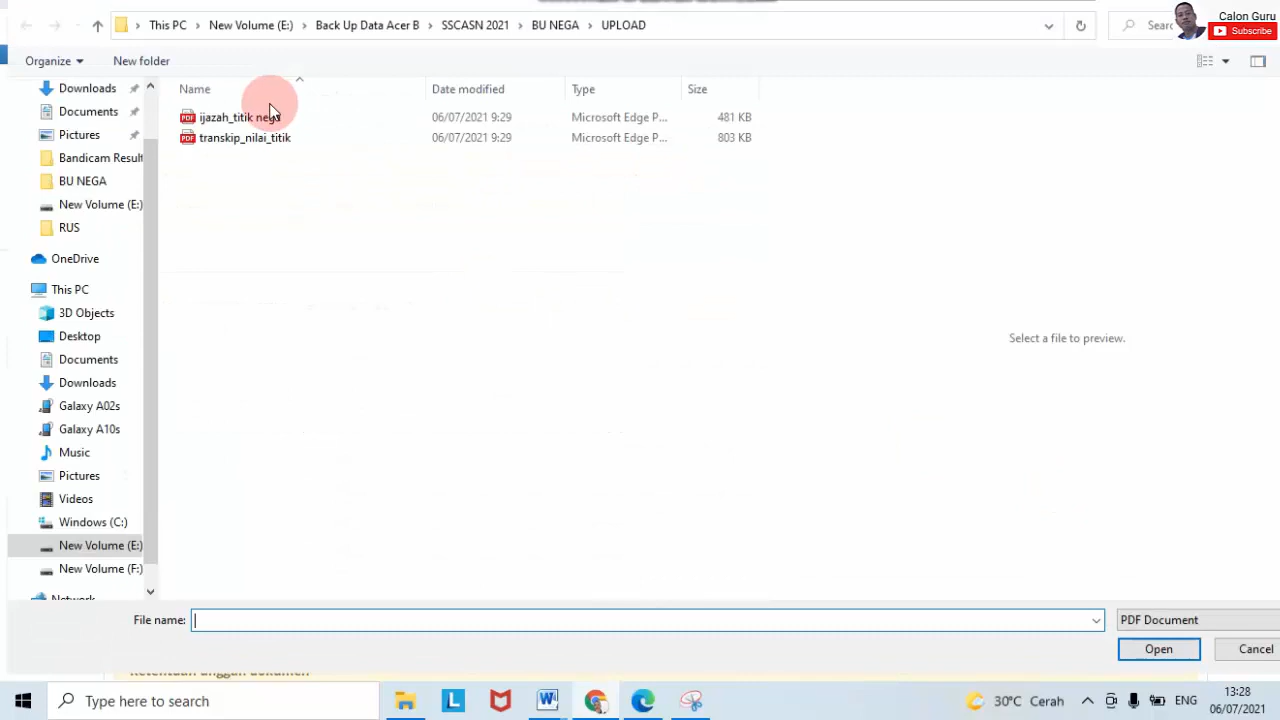 This PC › New Volume (E:) › Back Up Data Acer B › SSCASN 2021 › BU NEGA › UPLOAD
Calon Guru
Subscribe
Organize
New folder
Name
Date modified
Type
Size
ijazah_titik nega
06/07/2021 9:29
Microsoft Edge P...
481 KB
transkip_nilai_titik
06/07/2021 9:29
Microsoft Edge P...
803 KB
Downloads
Documents
Pictures
Bandicam Result
BU NEGA
New Volume (E:)
RUS
OneDrive
This PC
3D Objects
Desktop
Documents
Downloads
Galaxy A02s
Galaxy A10s
Music
Pictures
Videos
Windows (C:)
New Volume (E:)
New Volume (F:)
Network
Select a file to preview.
File name:
PDF Document
Open
Cancel
Type here to search
30°C Cerah
ENG
13:28
06/07/2021